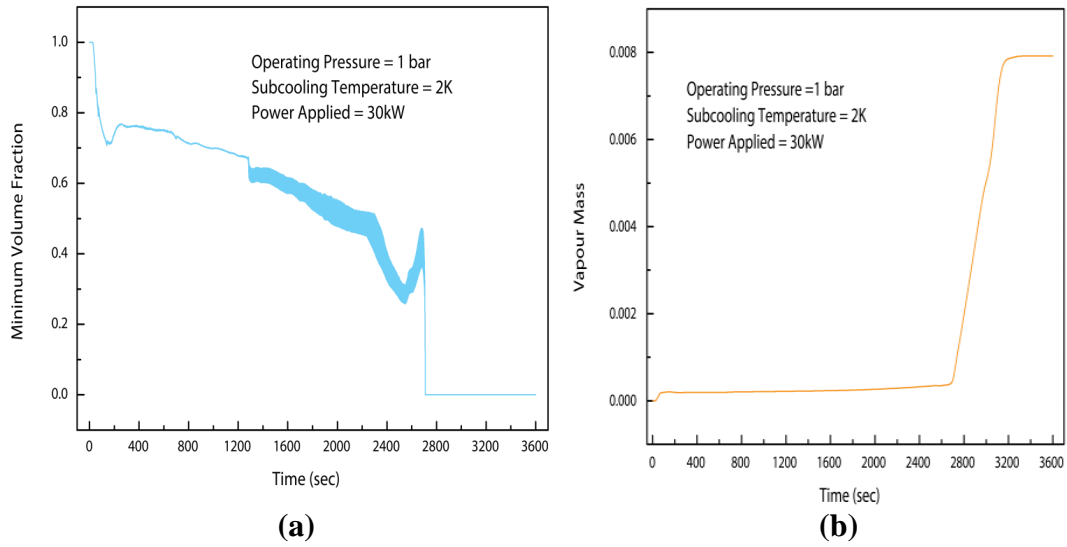 Operating Pressure = 1 bar
Subcooling Temperature = 2K
Power Applied = 30kW
Minimum Volume Fraction
1.0
0.8
0.6
0.4
0.2
0.0
0 400 800 1200 1600 2000 2400 2800 3200 3600
Time (sec)
(a)
Operating Pressure =1 bar
Subcooling Temperature = 2K
Power Applied = 30kW
Vapour Mass
0.008
0.006
0.004
0.002
0.000
0 400 800 1200 1600 2000 2400 2800 3200 3600
Time (sec)
(b)